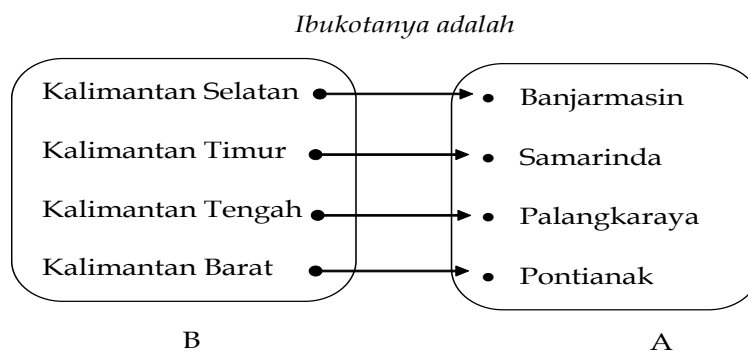 Ibukotanya adalah
Kalimantan Selatan
Banjarmasin
Kalimantan Timur
Samarinda
Kalimantan Tengah
Palangkaraya
Kalimantan Barat
Pontianak
B
A